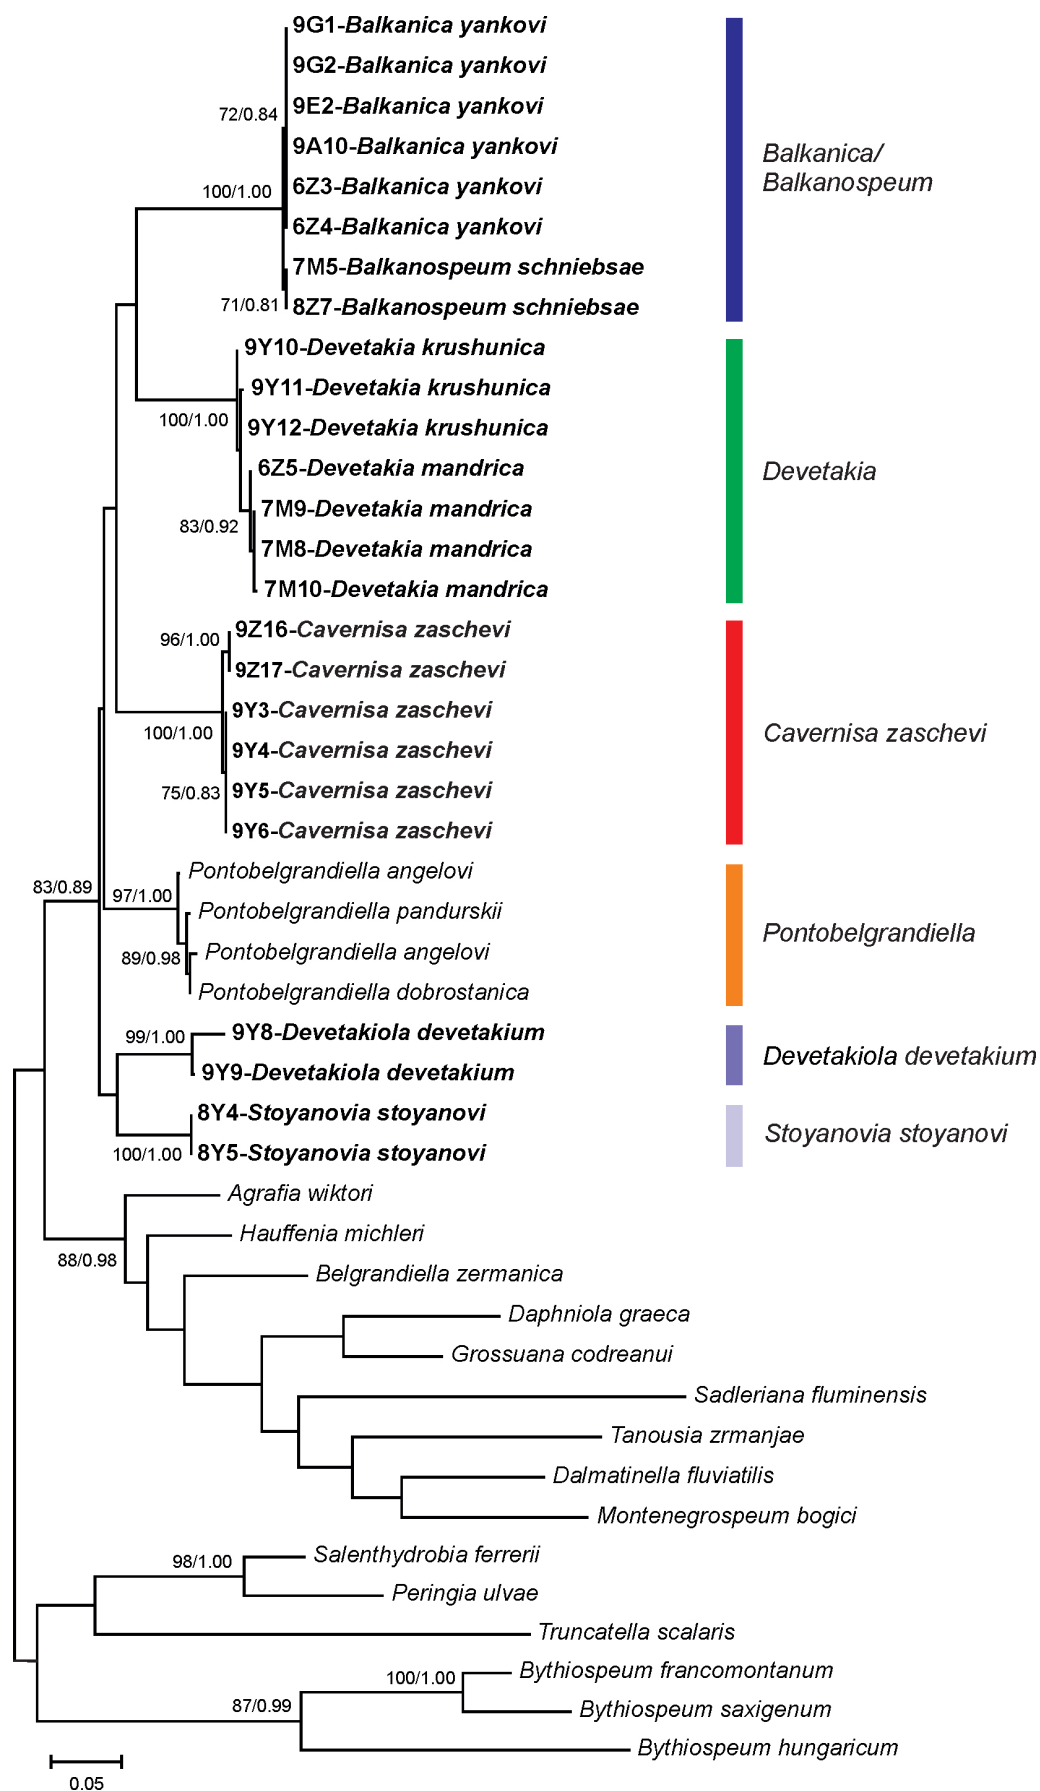 9G1-Balkanica yankovi
9G2-Balkanica yankovi
9E2-Balkanica yankovi
72/0.84
9A10-Balkanica yankovi
Balkanica/
Balkanospeum
100/1.00
6Z3-Balkanica yankovi
6Z4-Balkanica yankovi
7M5-Balkanospeum schniebsae
71/0.81
8Z7-Balkanospeum schniebsae
9Y10-Devetakia krushunica
9Y11-Devetakia krushunica
100/1.00
9Y12-Devetakia krushunica
6Z5-Devetakia mandrica
Devetakia
7M9-Devetakia mandrica
83/0.92
7M8-Devetakia mandrica
7M10-Devetakia mandrica
9Z16-Cavernisa zaschevi
96/1.00
9Z17-Cavernisa zaschevi
9Y3-Cavernisa zaschevi
100/1.00
Cavernisa zaschevi
9Y4-Cavernisa zaschevi
75/0.83
9Y5-Cavernisa zaschevi
9Y6-Cavernisa zaschevi
Pontobelgrandiella angelovi
83/0.89
97/1.00
Pontobelgrandiella pandurskii
Pontobelgrandiella
Pontobelgrandiella angelovi
89/0.98
Pontobelgrandiella dobrostanica
9Y8-Devetakiola devetakium
99/1.00
Devetakiola devetakium
9Y9-Devetakiola devetakium
8Y4-Stoyanovia stoyanovi
Stoyanovia stoyanovi
8Y5-Stoyanovia stoyanovi
100/1.00
Agrafia wiktori
Hauffenia michleri
88/0.98
Belgrandiella zermanica
Daphniola graeca
Grossuana codreanui
Sadleriana fluminensis
Tanousia zrmanjae
Dalmatinella fluviatilis
Montenegrospeum bogici
Salenthydrobia ferrerii
98/1.00
Peringia ulvae
Truncatella scalaris
Bythiospeum francomontanum
100/1.00
87/0.99
Bythiospeum saxigenum
Bythiospeum hungaricum
0.05